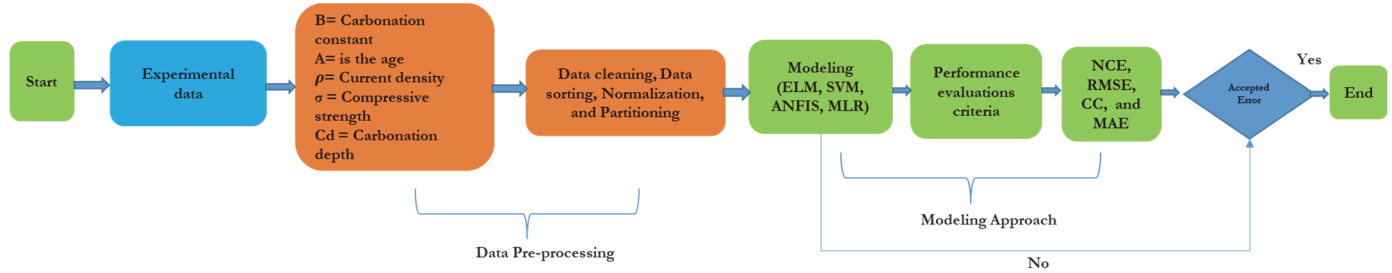 Start
Experimental
data
B= Carbonation
constant
A= is the age
ρ= Current density
σ = Compressive
strength
Cd = Carbonation
depth
Data cleaning, Data
sorting, Normalization,
and Partitioning
Data Pre-processing
Modeling
(ELM, SVM,
ANFIS, MLR)
Performance
evaluations
criteria
NCE,
RMSE,
CC, and
MAE
Modeling Approach
Accepted
Error
Yes
End
No